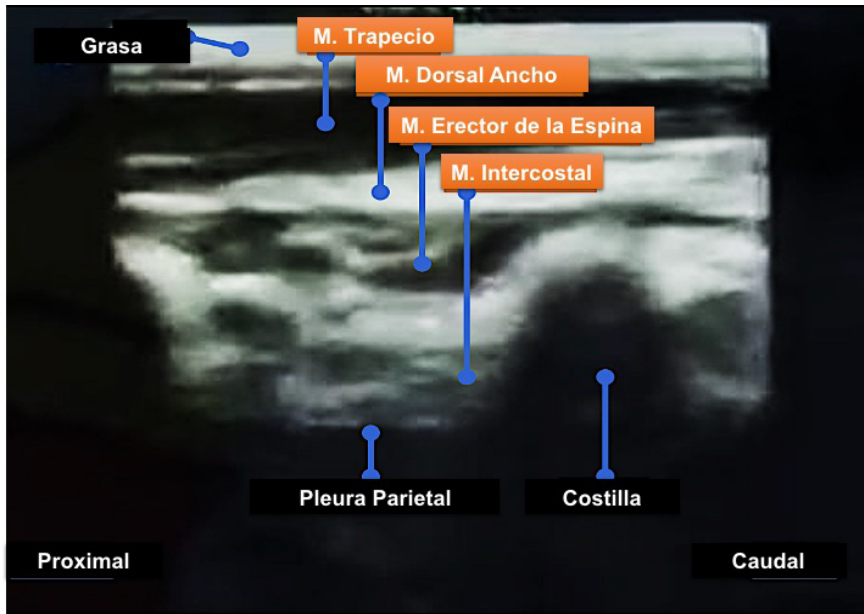 Grasa
M. Trapecio
M. Dorsal Ancho
M. Erector de la Espina
M. Intercostal
Pleura Parietal
Costilla
Proximal
Caudal